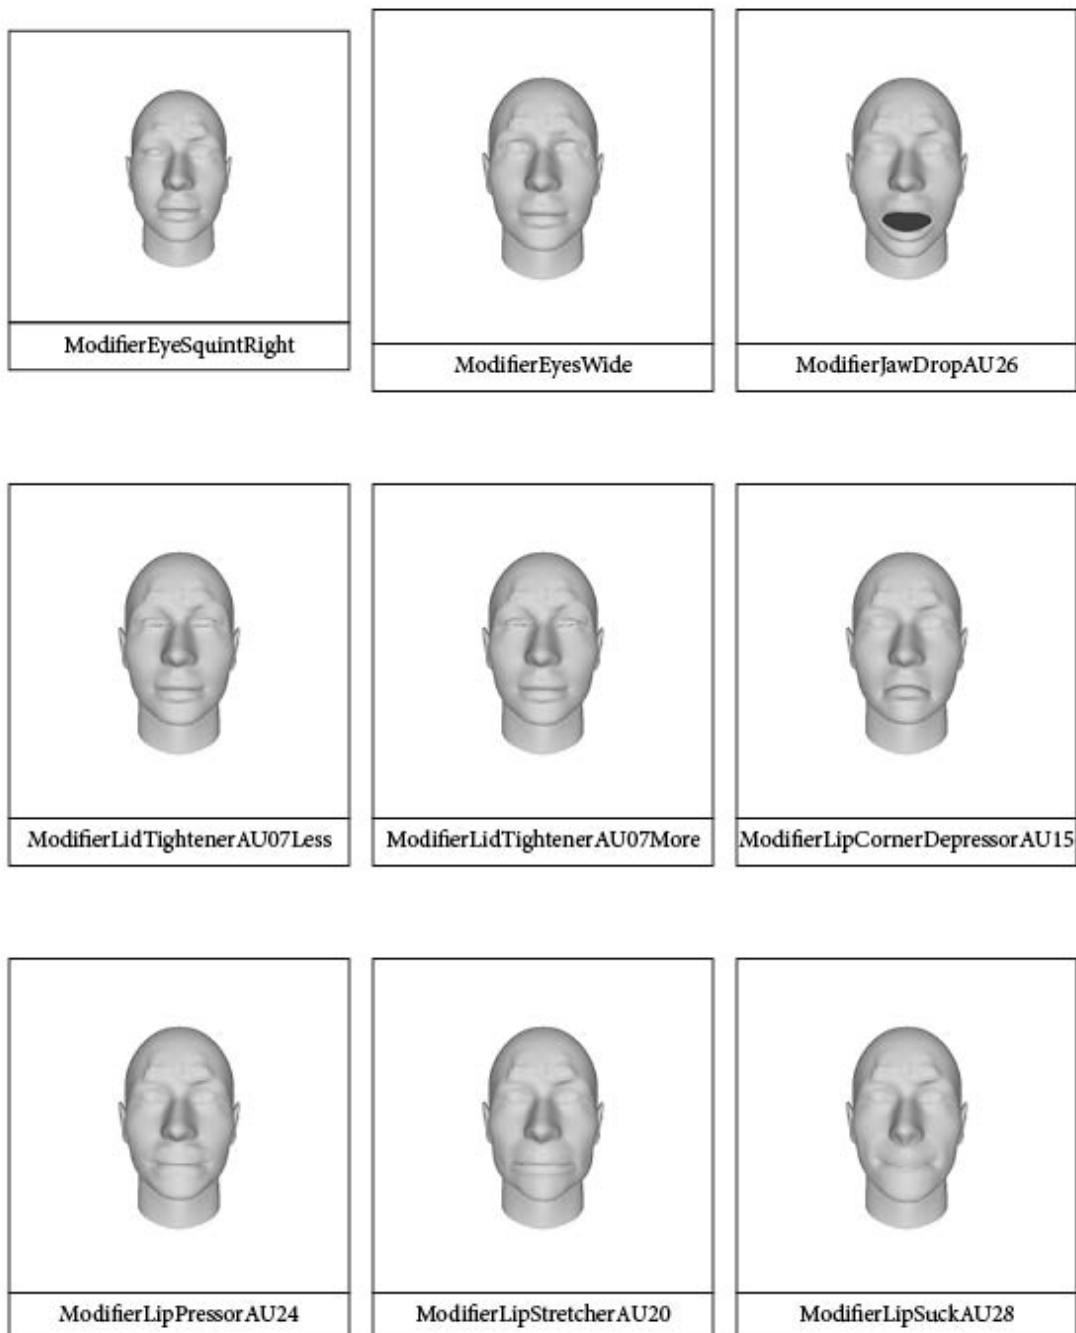 ModifierEyeSquintRight
ModifierEyesWide
ModifierJawDropAU26
ModifierLidTightenerAU07Less
ModifierLidTightenerAU07More
ModifierLipCornerDepressorAU15
ModifierLipPressorAU24
ModifierLipStretcherAU20
ModifierLipSuckAU28